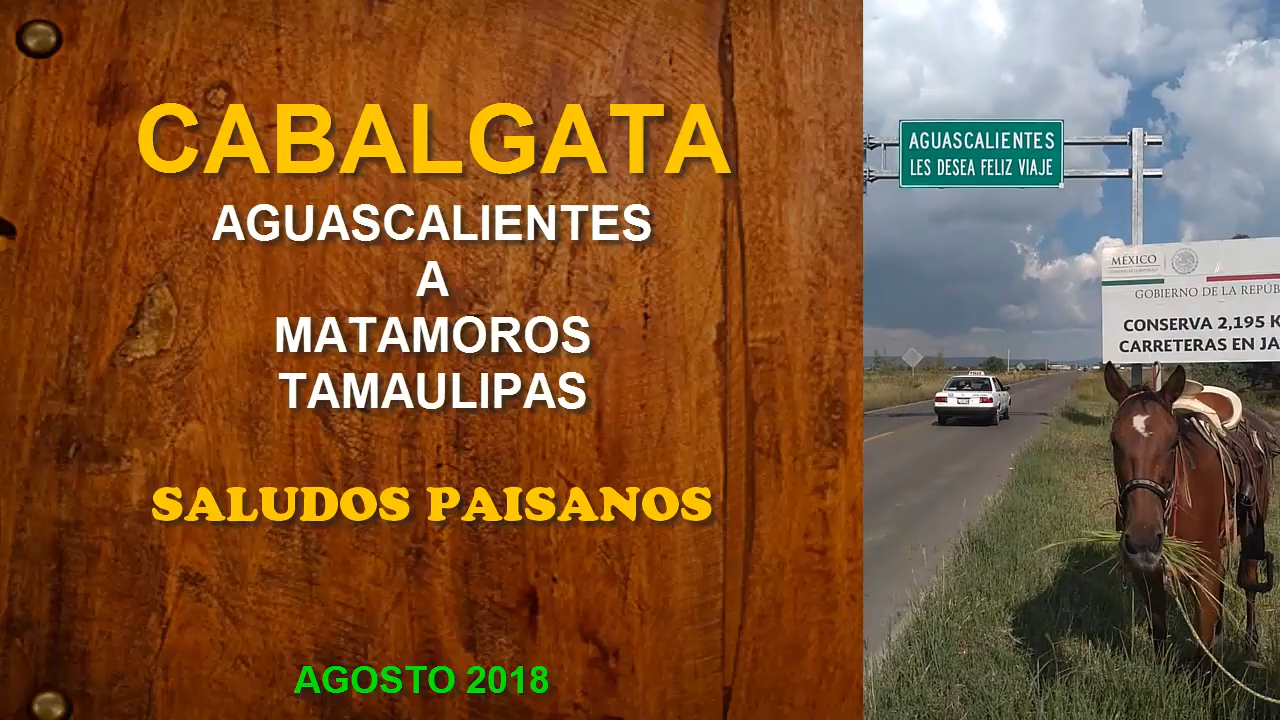 CABALGATA
AGUASCALIENTES
A
MATAMOROS
TAMAULIPAS
SALUDOS PAISANOS
AGOSTO 2018
AGUASCALIENTES
LES DESEA FELIZ VIAJE
MÉXICO
GOBIERNO DE LA REPÚB
CONSERVA 2,195 K
CARRETERAS EN JA